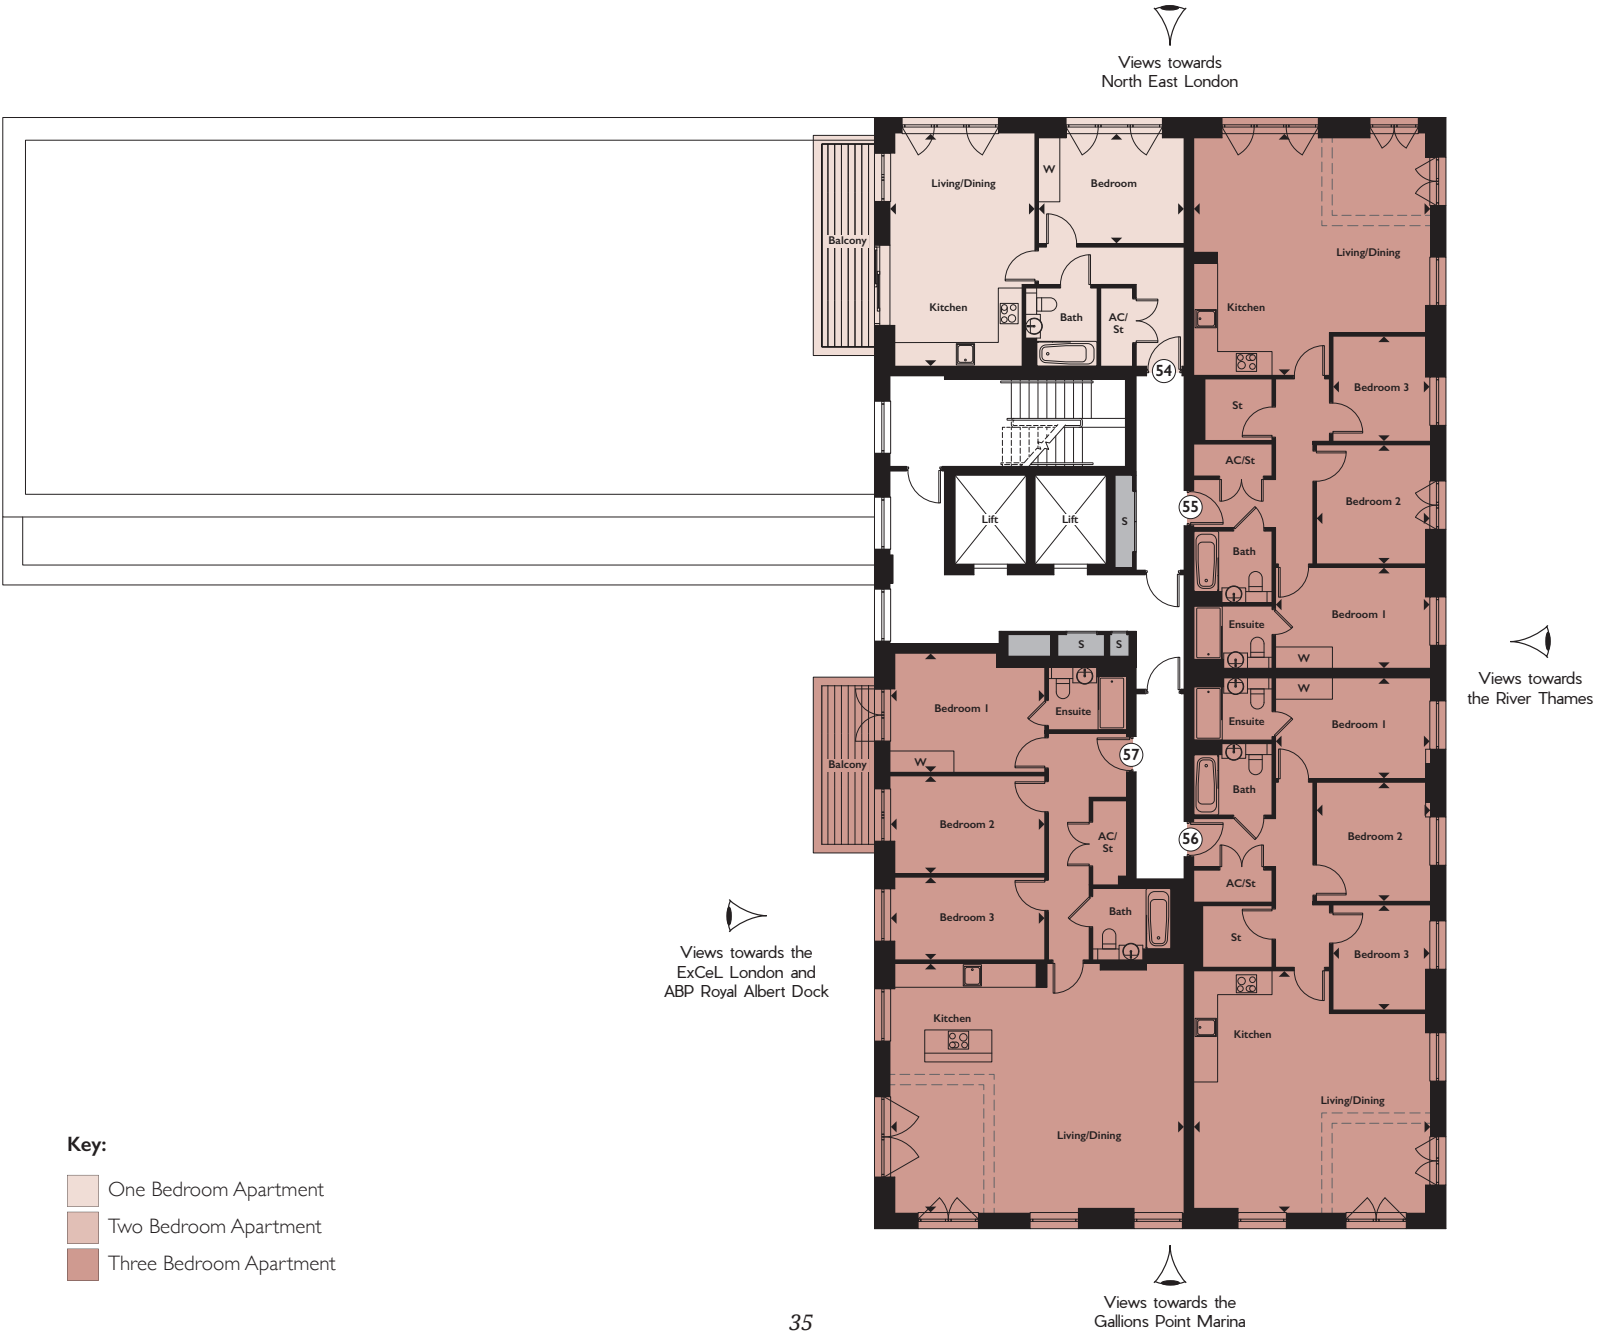 Views towards
North East London
Living/Dining
W
Bedroom
Balcony
Kitchen
Bath
AC/
St
54
Living/Dining
Kitchen
Bedroom 3
St
AC/St
Bedroom 2
55
Bath
Bedroom 1
Ensuite
W
Lift
Lift
S
S
S
Views towards
the River Thames
W
Ensuite
Bedroom 1
Bath
Bedroom 2
56
AC/St
St
Bedroom 3
Kitchen
Living/Dining
Bedroom 1
Ensuite
57
W
Balcony
Bedroom 2
AC/
St
Bedroom 3
Bath
Kitchen
Living/Dining
Views towards the
ExCeL London and
ABP Royal Albert Dock
Key:
One Bedroom Apartment
Two Bedroom Apartment
Three Bedroom Apartment
Views towards the
Gallions Point Marina
35